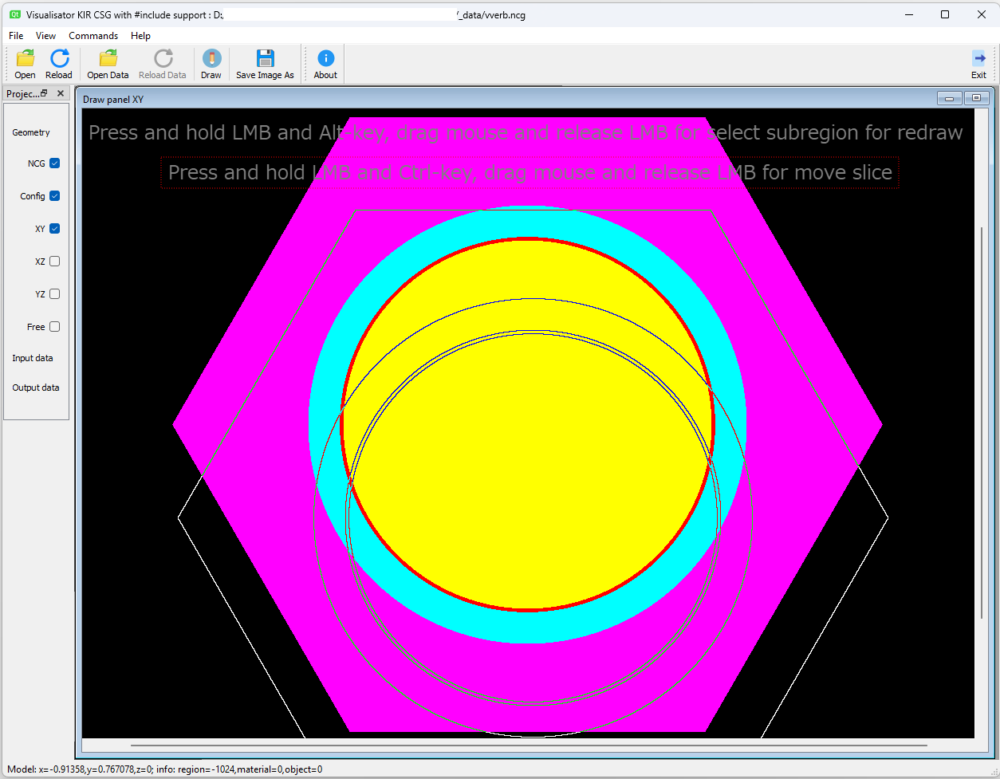 Visualisator KIR CSG with #include support : D:, /_data/vverb.ncg
File View Commands Help
Open Reload Open Data Reload Data Draw Save Image As About Exit
Projec...
Draw panel XY
Geometry
NCG
Config
XY
XZ
YZ
Free
Input data
Output data
Press and hold LMB and Alt-key, drag mouse and release LMB for select subregion for redraw
Press and hold LMB and Ctrl-key, drag mouse and release LMB for move slice
Model: x=-0.91358,y=0.767078,z=0; info: region=-1024,material=0,object=0